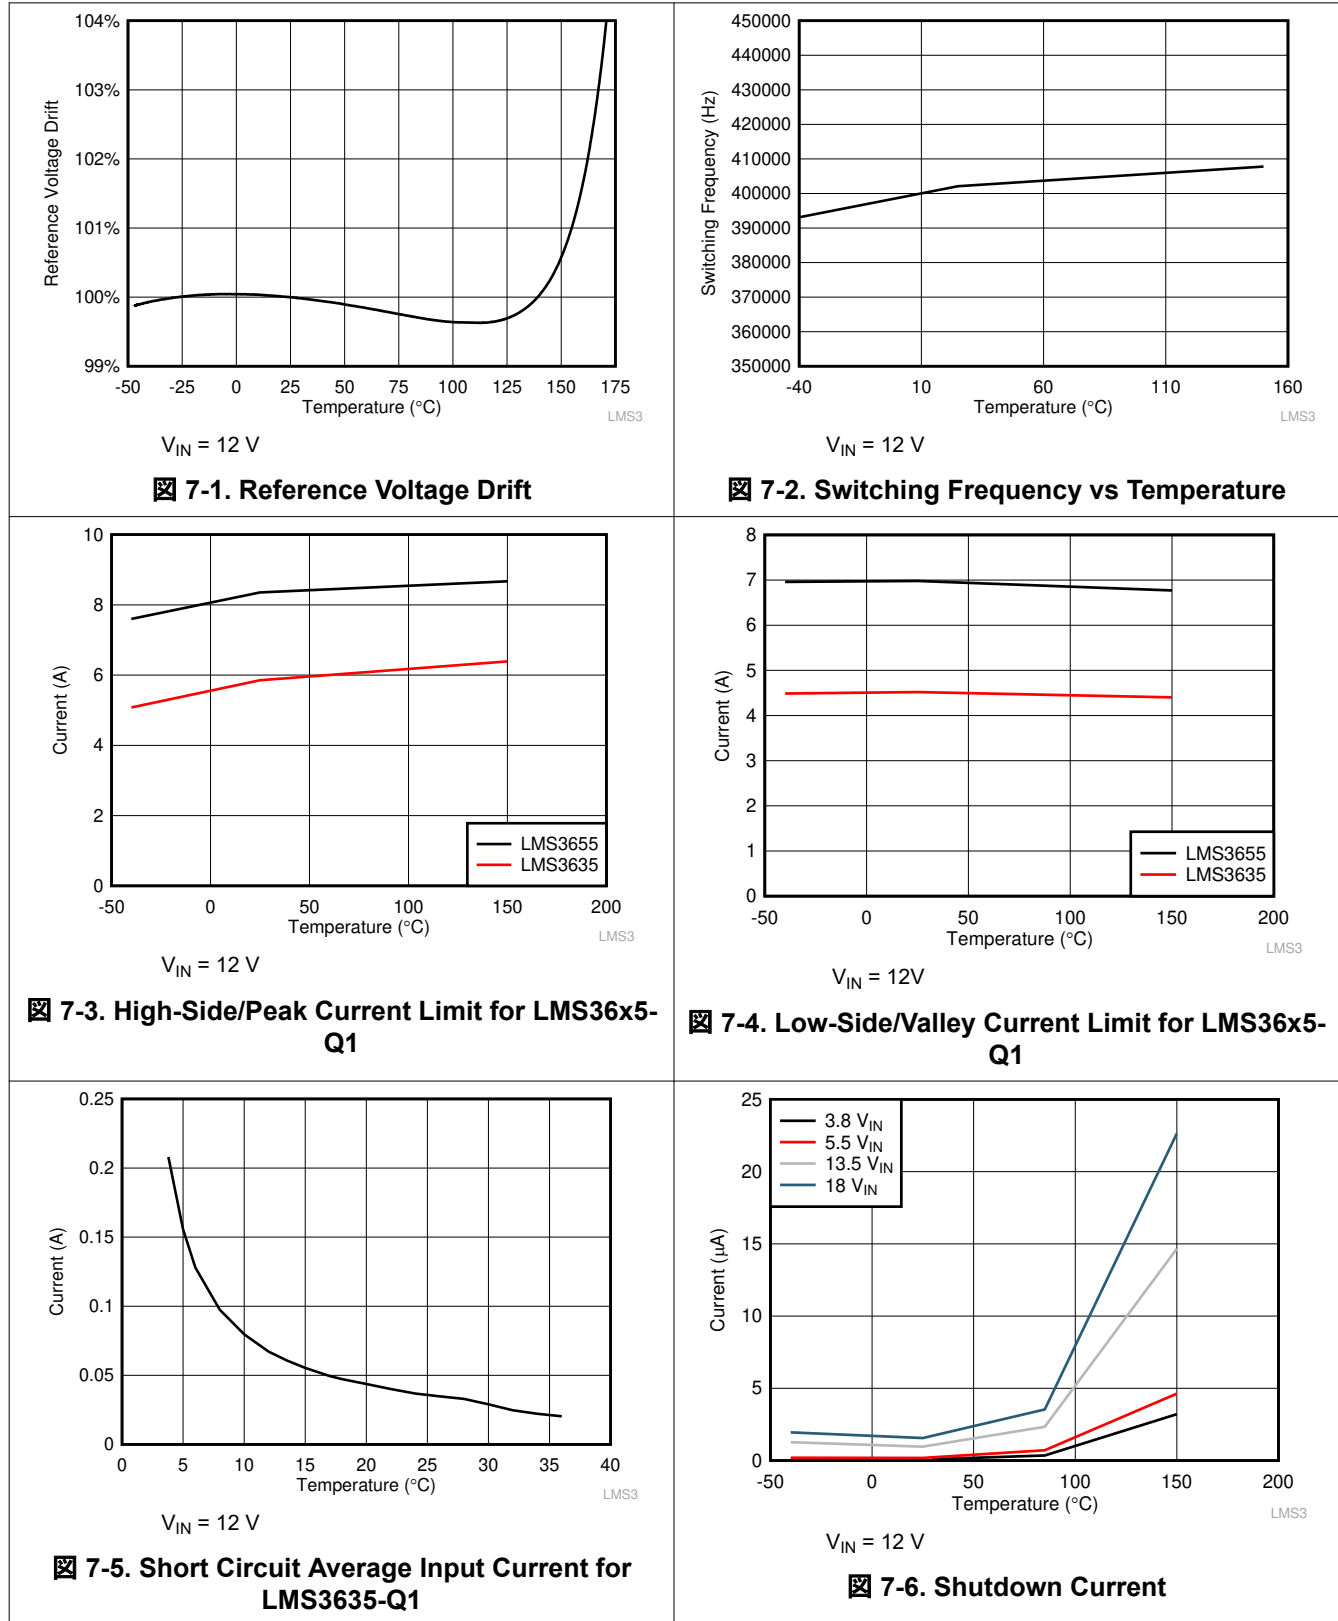 104%
103%
102%
101%
100%
99%
Reference Voltage Drift
-50 -25 0 25 50 75 100 125 150 175
Temperature (°C)
LMS3
V_IN = 12 V
図 7-1. Reference Voltage Drift
450000
440000
430000
420000
410000
400000
390000
380000
370000
360000
350000
Switching Frequency (Hz)
-40 10 60 110 160
Temperature (°C)
LMS3
V_IN = 12 V
図 7-2. Switching Frequency vs Temperature
10
8
6
4
2
0
Current (A)
-50 0 50 100 150 200
Temperature (°C)
LMS3655
LMS3635
LMS3
V_IN = 12 V
図 7-3. High-Side/Peak Current Limit for LMS36x5-
Q1
8
7
6
5
4
3
2
1
0
Current (A)
-50 0 50 100 150 200
Temperature (°C)
LMS3655
LMS3635
LMS3
V_IN = 12V
図 7-4. Low-Side/Valley Current Limit for LMS36x5-
Q1
0.25
0.2
0.15
0.1
0.05
0
Current (A)
0 5 10 15 20 25 30 35 40
Temperature (°C)
LMS3
V_IN = 12 V
図 7-5. Short Circuit Average Input Current for
LMS3635-Q1
25
20
15
10
5
0
Current (µA)
3.8 V_IN
5.5 V_IN
13.5 V_IN
18 V_IN
-50 0 50 100 150 200
Temperature (°C)
LMS3
V_IN = 12 V
図 7-6. Shutdown Current